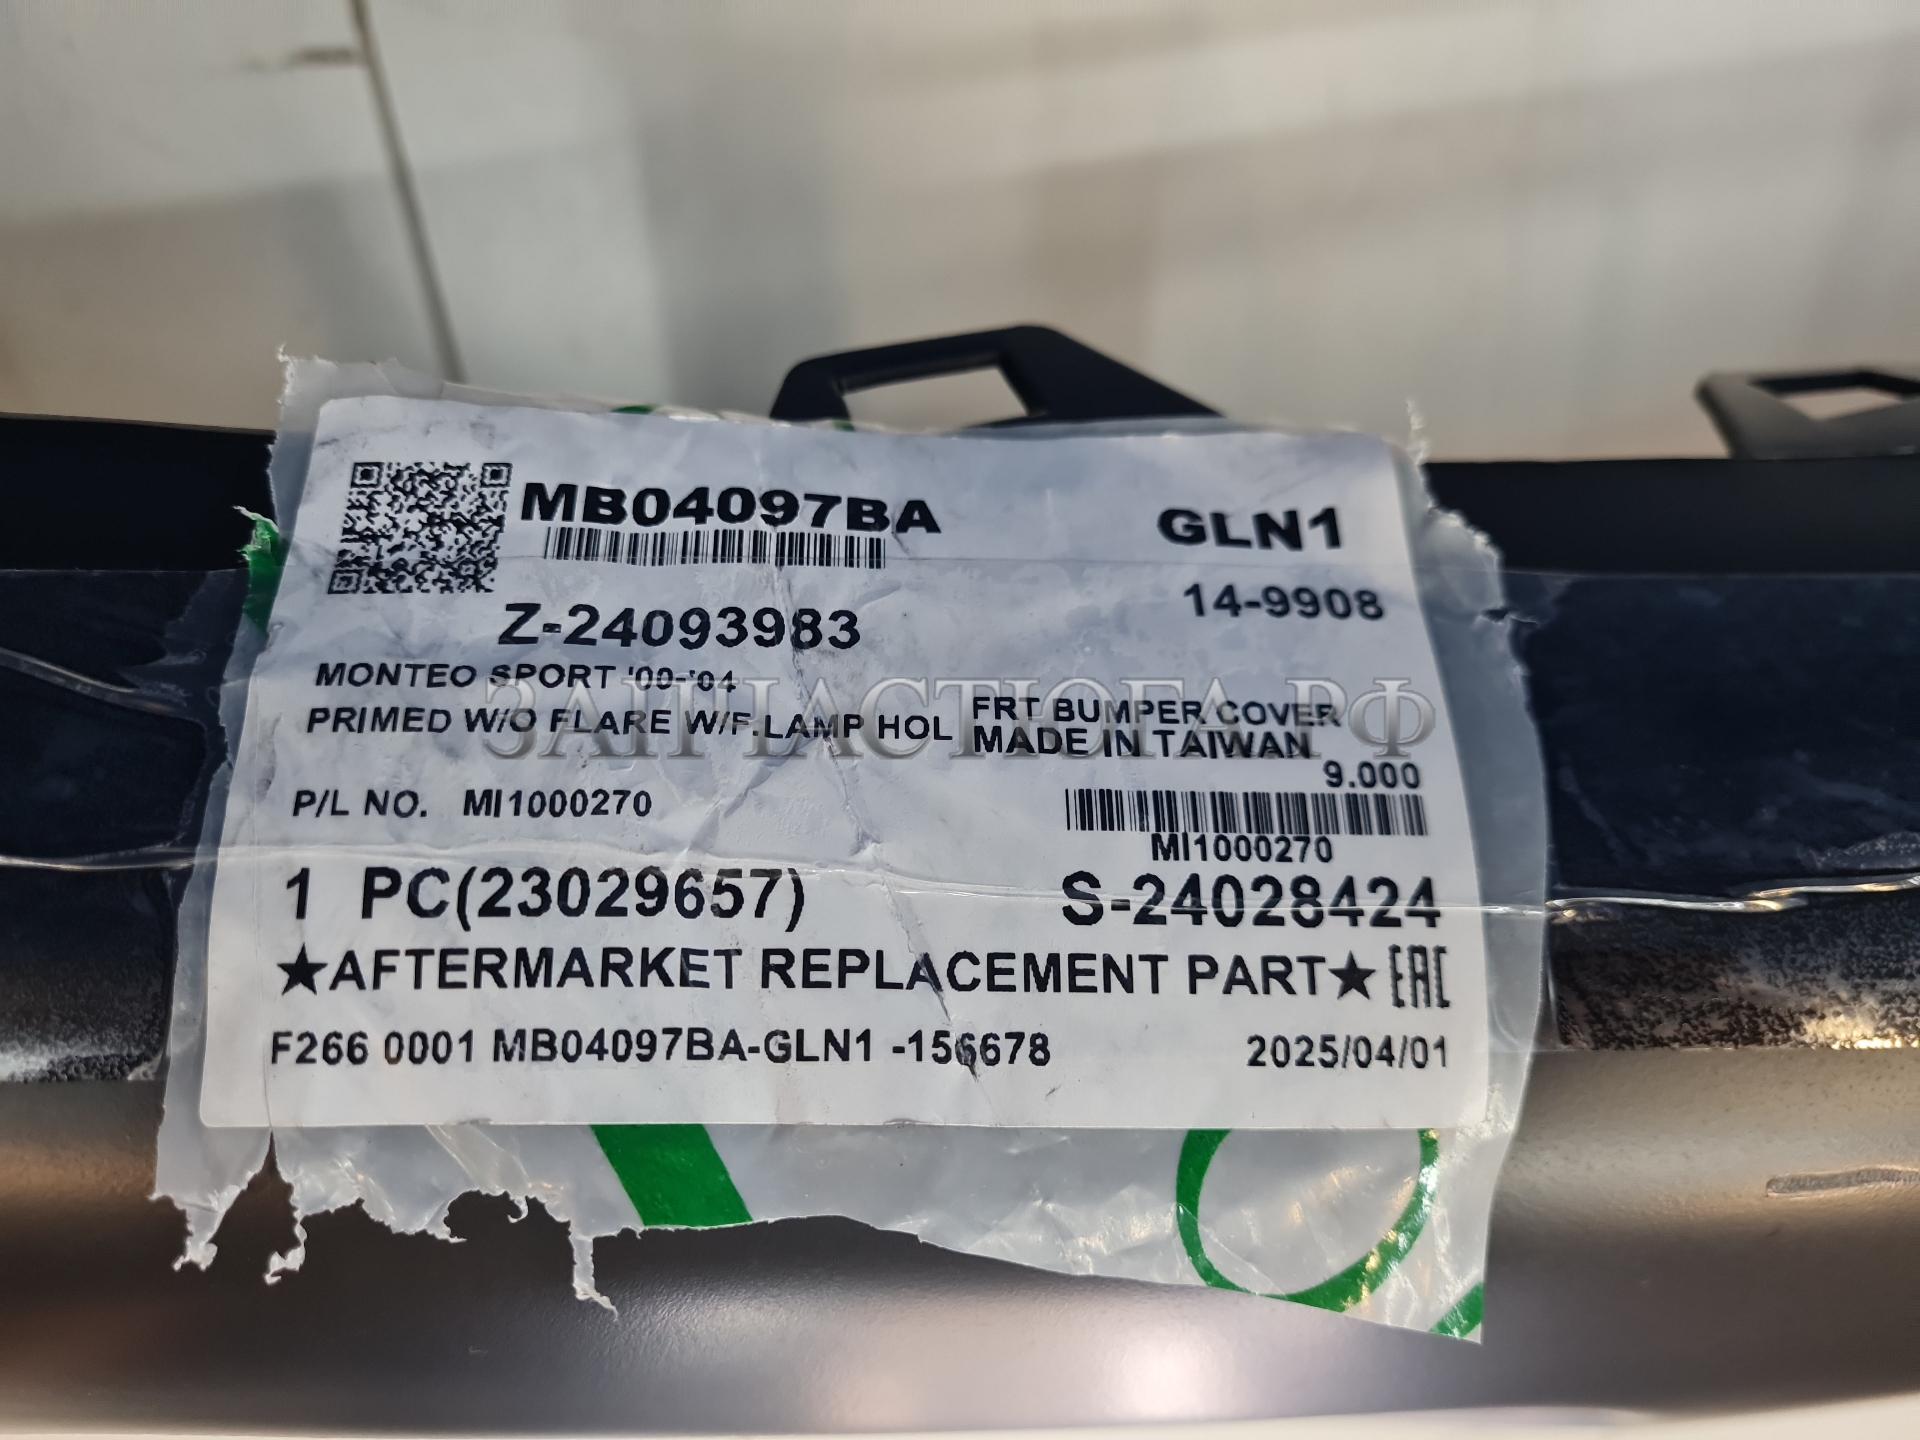 MB04097BA
GLN1
14-9908
Z-24093983
MONTEO SPORT '00-'04
PRIMED W/O FLARE W/F.LAMP HOL
FRT BUMPER COVER
MADE IN TAIWAN
ЗАПЧАСТЮГА.РФ
9.000
P/L NO. MI1000270
MI1000270
1 PC(23029657)
S-24028424
★AFTERMARKET REPLACEMENT PART★ EAC
F266 0001 MB04097BA-GLN1 -156678
2025/04/01